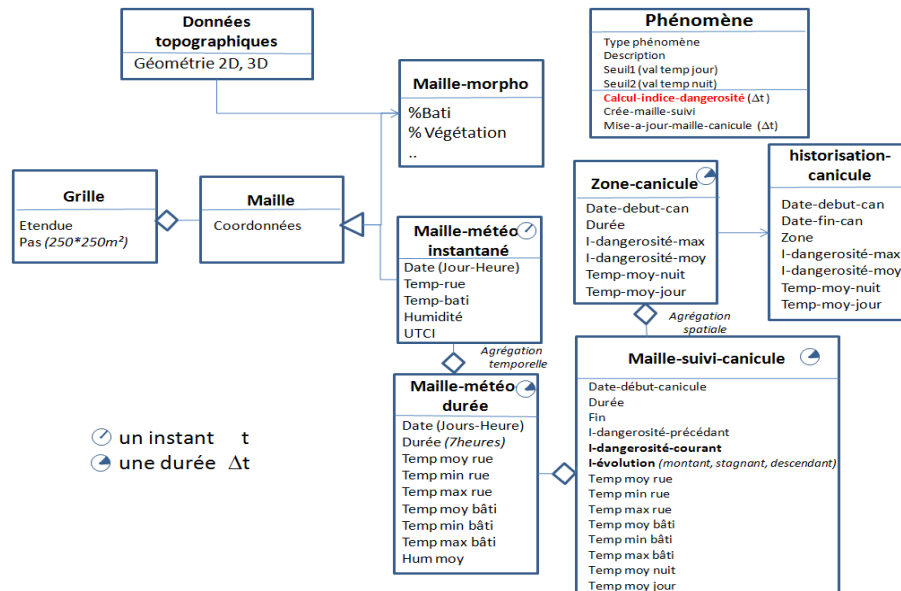 Données
topographiques
Géométrie 2D, 3D
Maille-morpho
%Bati
% Végétation
..
Phénomène
Type phénomène
Description
Seuil1 (val temp jour)
Seuil2 (val temp nuit)
Calcul-indice-dangerosité (Δt)
Crée-maille-suivi
Mise-a-jour-maille-canicule (Δt)
Grille
Etendue
Pas (250*250m²)
Maille
Coordonnées
Maille-météo
instantané
Date (Jour-Heure)
Temp-rue
Temp-bati
Humidité
UTCI
Zone-canicule
Date-debut-can
Durée
I-dangerosité-max
I-dangerosité-moy
Temp-moy-nuit
Temp-moy-jour
historisation-
canicule
Date-debut-can
Date-fin-can
Zone
I-dangerosité-max
I-dangerosité-moy
Temp-moy-nuit
Temp-moy-jour
Agrégation
temporelle
Agrégation
spatiale
Maille-météo
durée
Date (Jours-Heure)
Durée (7heures)
Temp moy rue
Temp min rue
Temp max rue
Temp moy bâti
Temp min bâti
Temp max bâti
Hum moy
Maille-suivi-canicule
Date-début-canicule
Durée
Fin
I-dangerosité-précédant
I-dangerosité-courant
I-évolution (montant, stagnant, descendant)
Temp moy rue
Temp min rue
Temp max rue
Temp moy bâti
Temp min bâti
Temp max bâti
Temp moy nuit
Temp moy jour
un instant t
une durée Δt